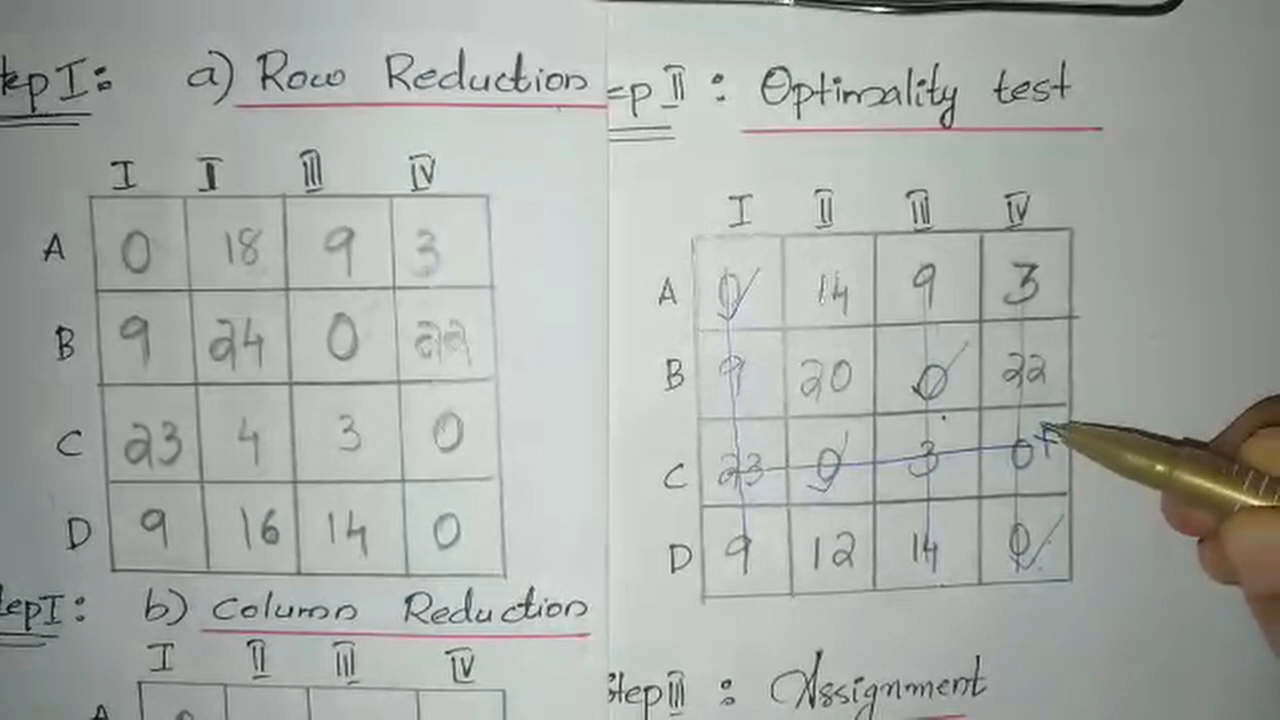 tep I: a) Row Reduction
I II III IV
A 0 18 9 3
B 9 24 0 22
C 23 4 3 0
D 9 16 14 0
tep I: b) Column Reduction
I II III IV
A 0
ep II : Optimality test
I II III IV
A 0 14 9 3
B 9 20 0 22
C 23 0 3 0
D 9 12 14 0
Step III : Assignment